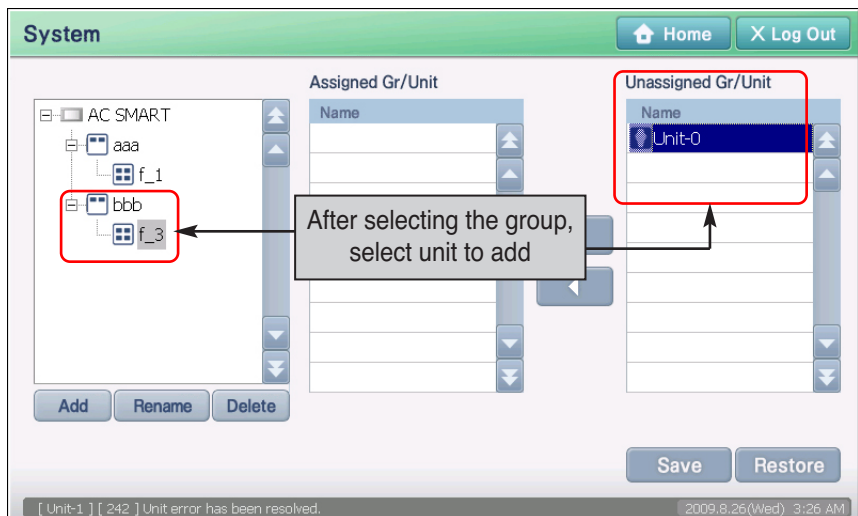 System
Home
X Log Out
Assigned Gr/Unit
Unassigned Gr/Unit
AC SMART
aaa
f_1
bbb
f_3
Name
Name
Unit-0
After selecting the group,
select unit to add
Add
Rename
Delete
Save
Restore
[ Unit-1 ] [ 242 ] Unit error has been resolved.
2009.8.26(Wed) 3:26 AM